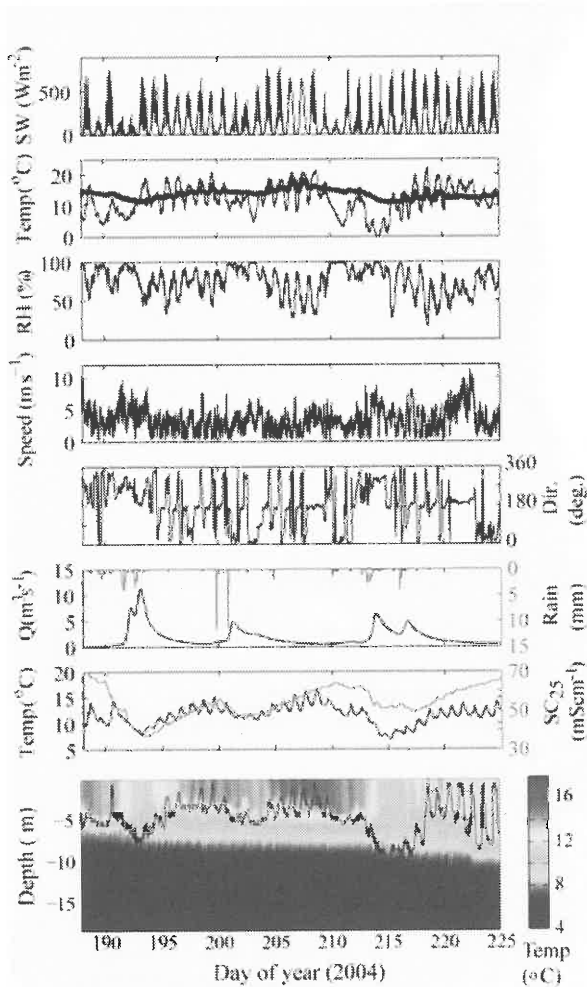 SW (Wm-2)
500
0
Temp(°C)
20
10
0
RH (%)
100
50
0
Speed (ms-1)
10
5
0
Dir. (deg.)
360
180
0
Q(m3s-1)
15
10
5
0
Rain (mm)
0
5
10
15
Temp(°C)
20
15
10
5
SC25 (mScm-1)
70
50
30
Depth ( m)
-5
-10
-15
190 195 200 205 210 215 220 225
Day of year (2004)
16
12
8
4
Temp (°C)